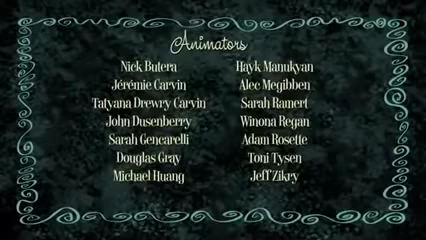 Animators
Nick Butera
Jérémie Carvin
Tatyana Drewry Carvin
John Dusenberry
Sarah Gencarelli
Douglas Gray
Michael Huang
Hayk Manukyan
Alec Megibben
Sarah Ramert
Winona Regan
Adam Rosette
Toni Tysen
Jeff Zikry